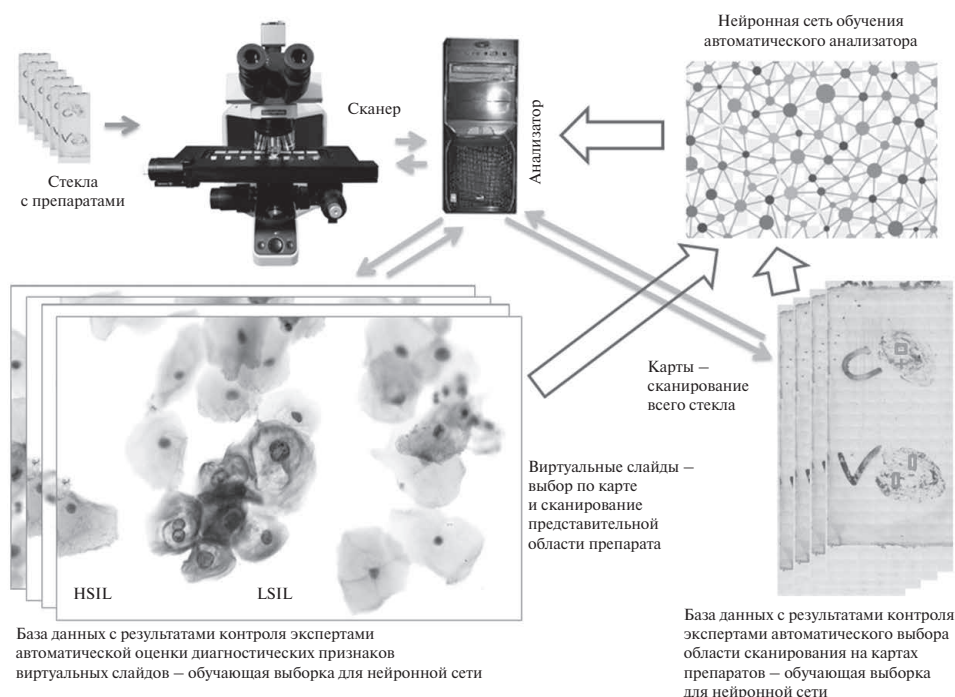 Нейронная сеть обучения
автоматического анализатора
Сканер
Анализатор
Стекла
с препаратами
Карты –
сканирование
всего стекла
Виртуальные слайды –
выбор по карте
и сканирование
представительной
области препарата
C
V
HSIL
LSIL
База данных с результатами контроля экспертами
автоматической оценки диагностических признаков
виртуальных слайдов – обучающая выборка для нейронной сети
База данных с результатами контроля
экспертами автоматического выбора
области сканирования на картах
препаратов – обучающая выборка
для нейронной сети